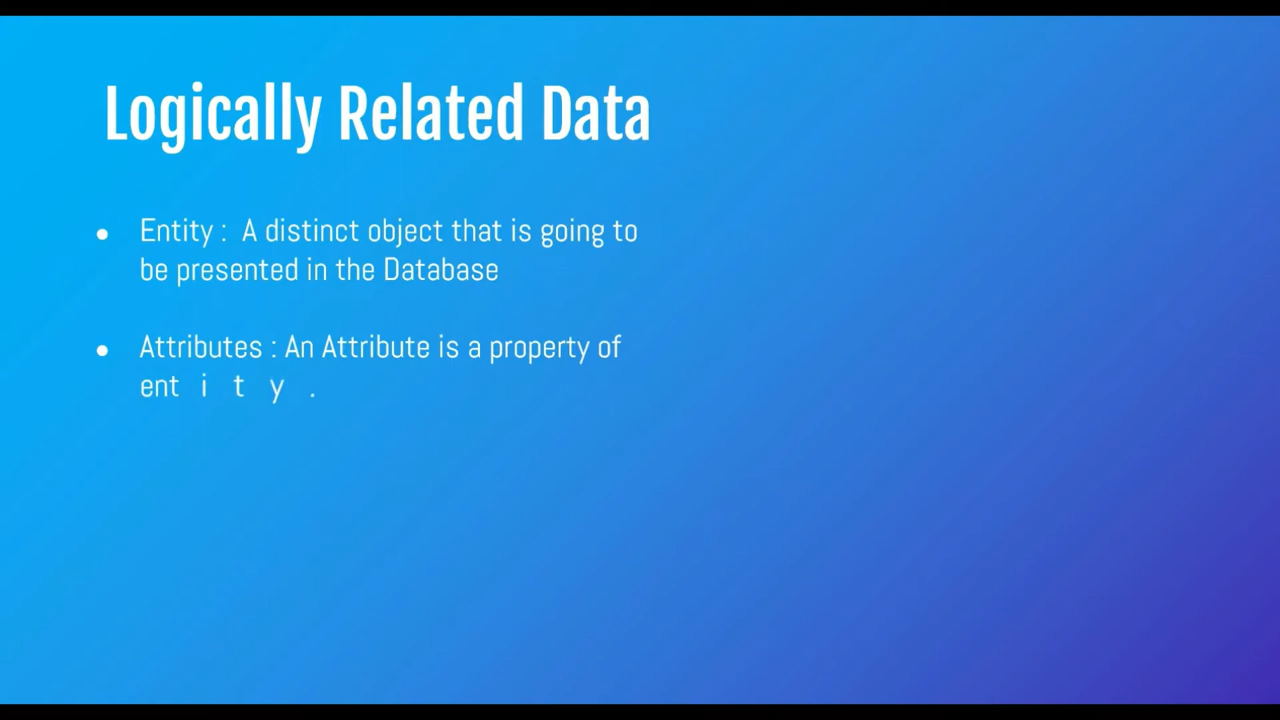 Logically Related Data
• Entity : A distinct object that is going to
be presented in the Database
• Attributes : An Attribute is a property of
entity.